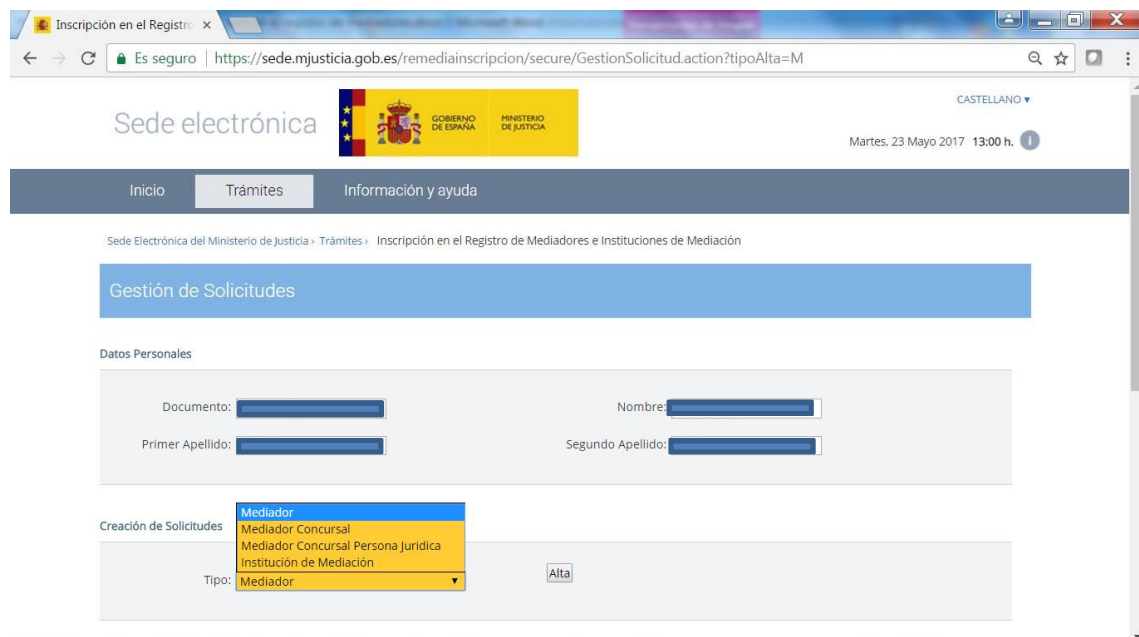 Inscripción en el Registro
Es seguro | https://sede.mjusticia.gob.es/remediainscripcion/secure/GestionSolicitud.action?tipoAlta=M
CASTELLANO
Sede electrónica
GOBIERNO DE ESPAÑA
MINISTERIO DE JUSTICIA
Martes, 23 Mayo 2017 13:00 h.
Inicio Trámites Información y ayuda
Sede Electrónica del Ministerio de Justicia › Trámites › Inscripción en el Registro de Mediadores e Instituciones de Mediación
Gestión de Solicitudes
Datos Personales
Documento: Nombre:
Primer Apellido: Segundo Apellido:
Creación de Solicitudes
Mediador
Mediador Concursal
Mediador Concursal Persona Juridica
Institución de Mediación
Tipo: Mediador Alta